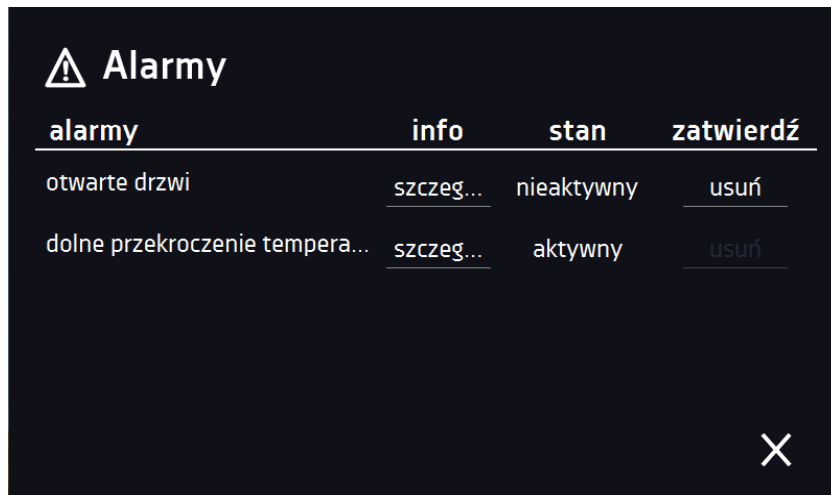 Alarmy
alarmy info stan zatwierdź
otwarte drzwi szczeg... nieaktywny usuń
dolne przekroczenie tempera... szczeg... aktywny usuń